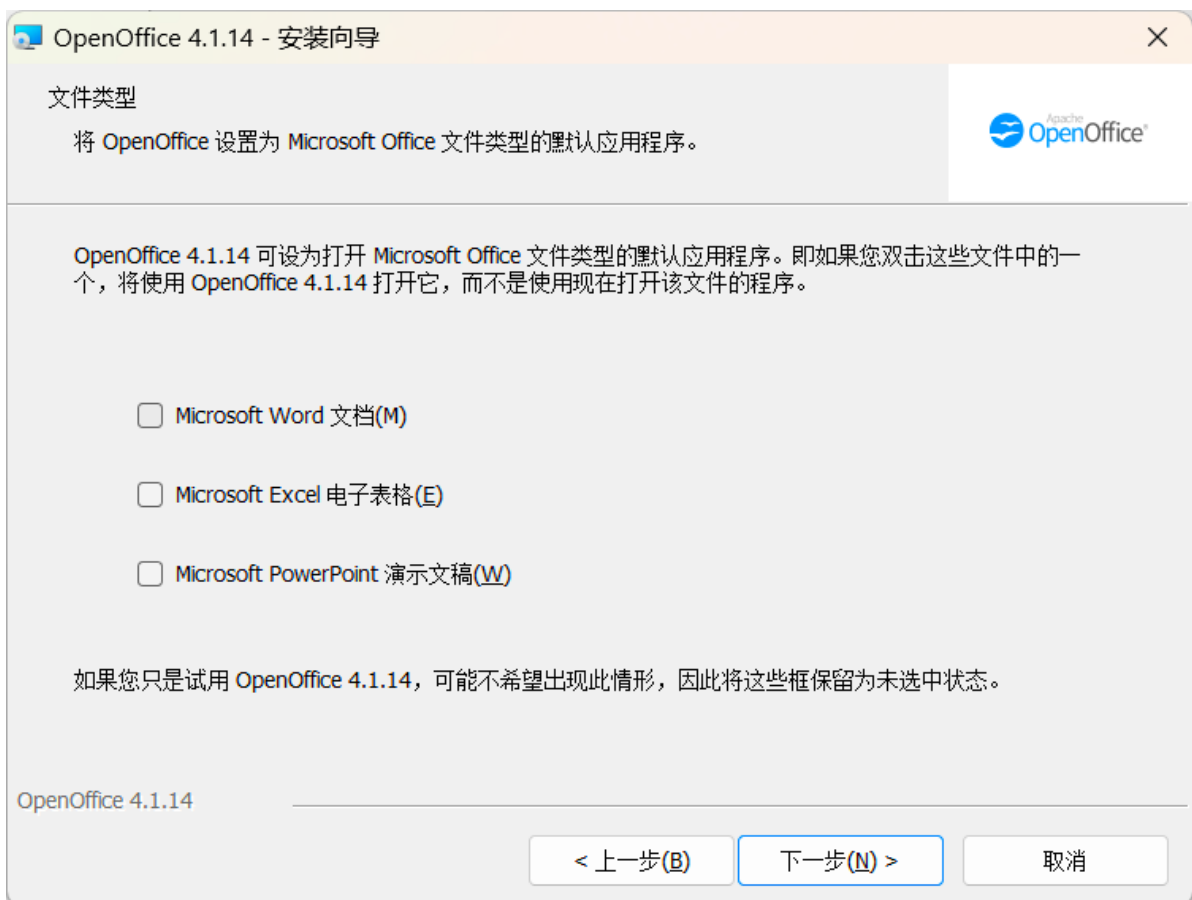 OpenOffice 4.1.14 - 安装向导
文件类型
将 OpenOffice 设置为 Microsoft Office 文件类型的默认应用程序。
Apache
OpenOffice®
OpenOffice 4.1.14 可设为打开 Microsoft Office 文件类型的默认应用程序。即如果您双击这些文件中的一
个，将使用 OpenOffice 4.1.14 打开它，而不是使用现在打开该文件的程序。
Microsoft Word 文档(M)
Microsoft Excel 电子表格(E)
Microsoft PowerPoint 演示文稿(W)
如果您只是试用 OpenOffice 4.1.14，可能不希望出现此情形，因此将这些框保留为未选中状态。
OpenOffice 4.1.14
< 上一步(B)
下一步(N) >
取消